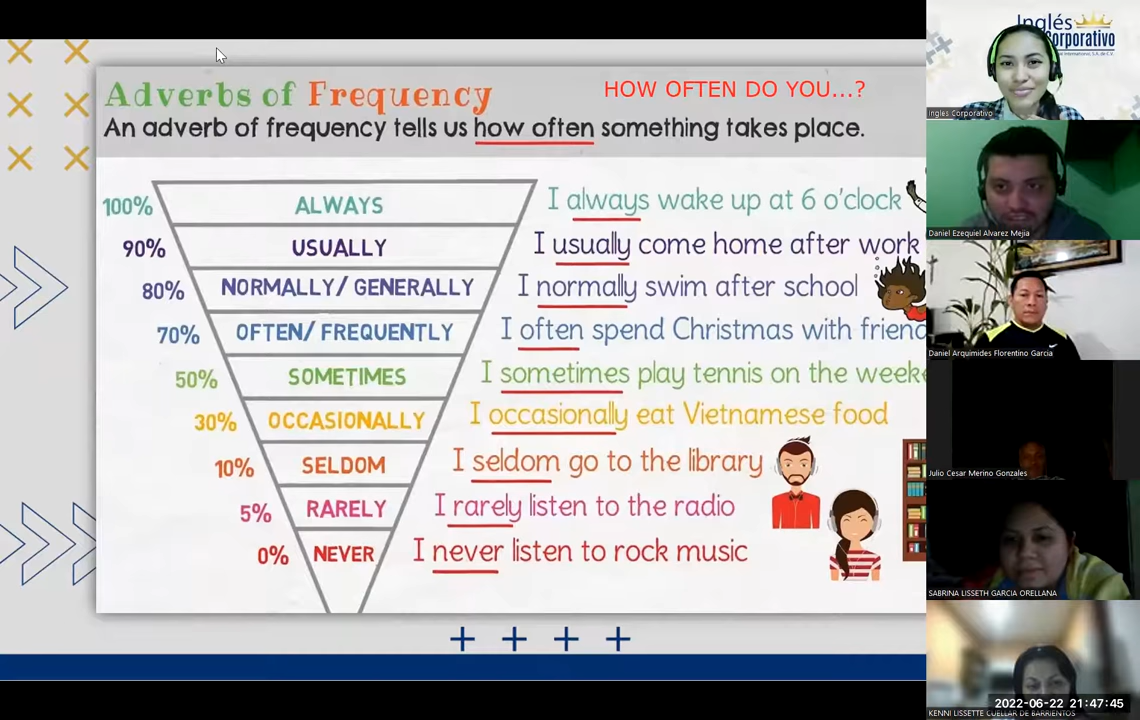 Adverbs of Frequency
HOW OFTEN DO YOU...?
An adverb of frequency tells us how often something takes place.
100% ALWAYS I always wake up at 6 o'clock
90% USUALLY I usually come home after work
80% NORMALLY/ GENERALLY I normally swim after school
70% OFTEN/ FREQUENTLY I often spend Christmas with friend
50% SOMETIMES I sometimes play tennis on the week
30% OCCASIONALLY I occasionally eat Vietnamese food
10% SELDOM I seldom go to the library
5% RARELY I rarely listen to the radio
0% NEVER I never listen to rock music
Inglés
Corporativo
Ingles Corporativo
Daniel Ezequiel Alvarez Mejia
Daniel Arquimides Florentino Garcia
Julio Cesar Merino Gonzales
SABRINA LISSETH GARCIA ORELLANA
2022-06-22 21:47:45
KENNI LISSETTE CUELLAR DE BARRIENTOS